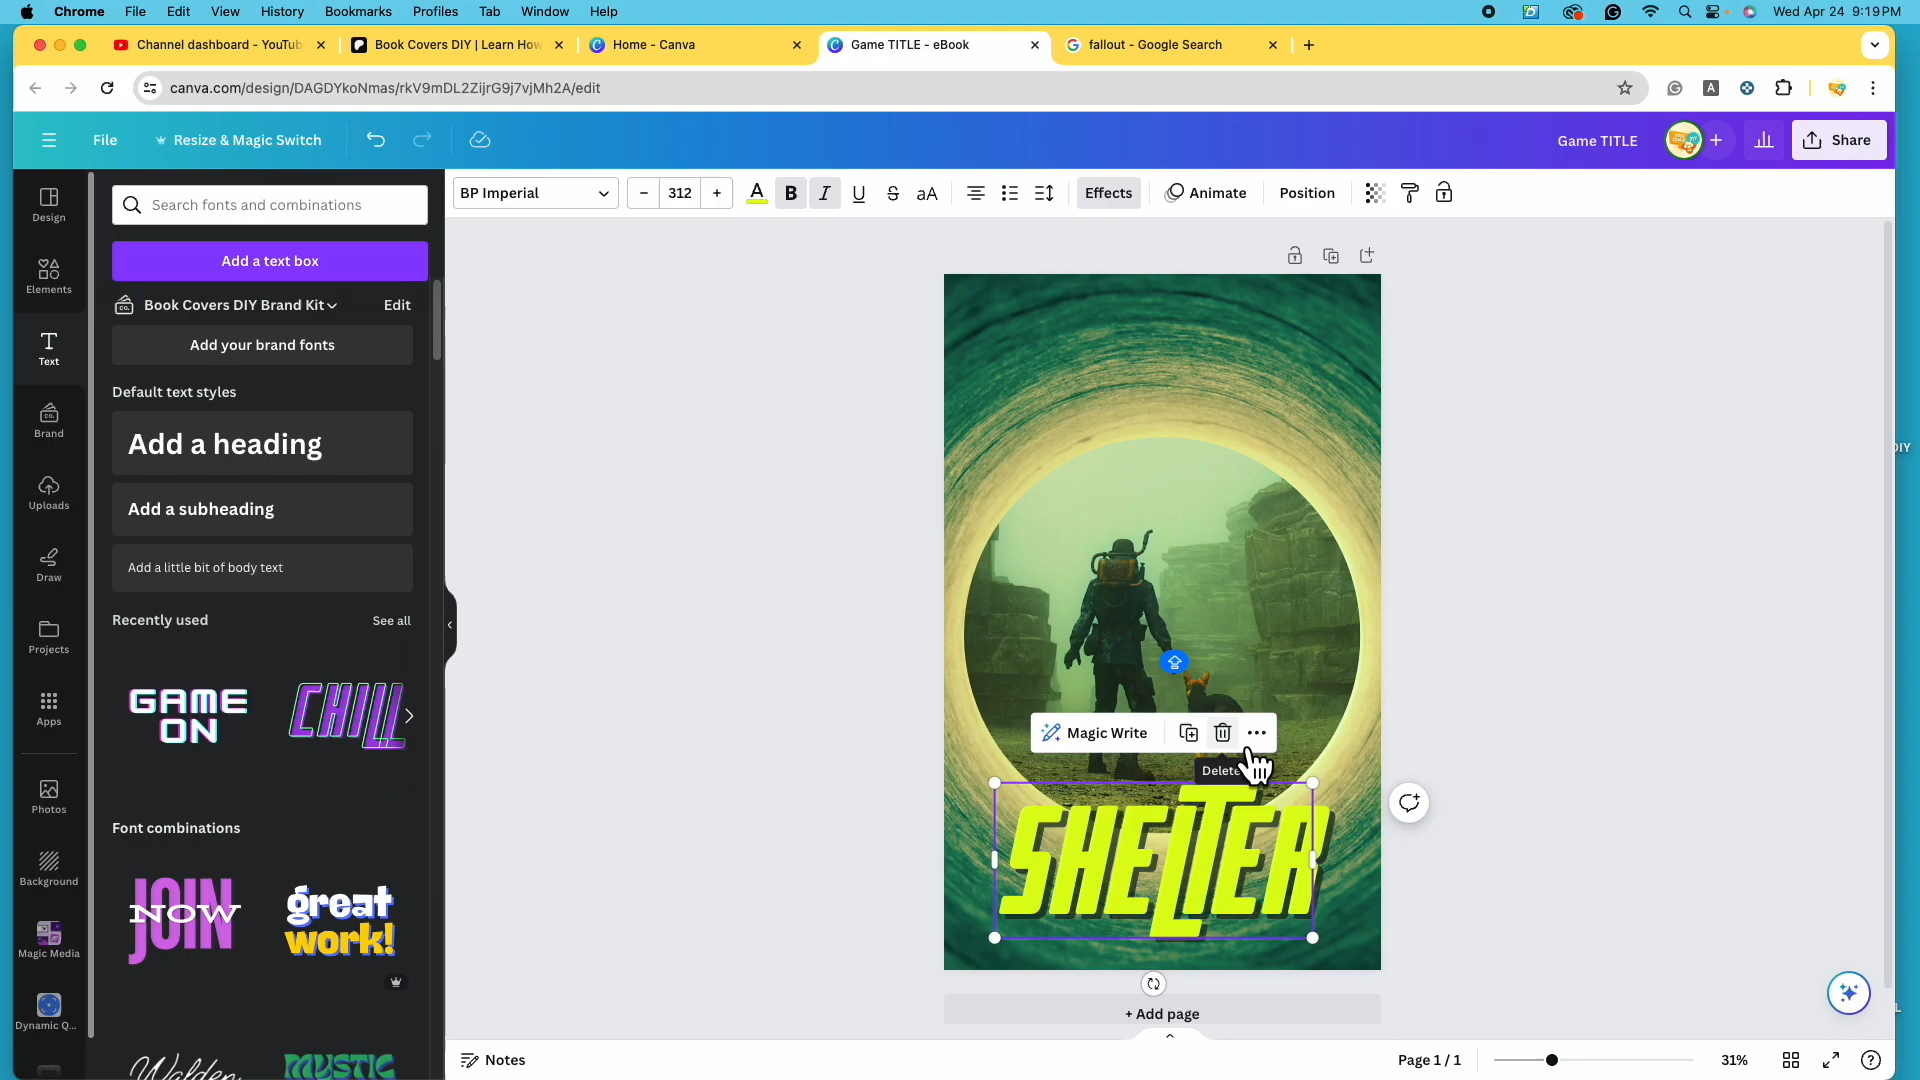 Chrome File Edit View History Bookmarks Profiles Tab Window Help Wed Apr 24 9:19 PM
Channel dashboard - YouTub Book Covers DIY | Learn How Home - Canva Game TITLE - eBook fallout - Google Search
canva.com/design/DAGDYkoNmas/rkV9mDL2ZijrG9j7vjMh2A/edit
File Resize & Magic Switch Game TITLE Share
BP Imperial 312 A B I U S aA Effects Animate Position
Design
Elements
Text
Brand
Uploads
Draw
Projects
Apps
Photos
Background
Magic Media
Dynamic Q...
Search fonts and combinations
Add a text box
Book Covers DIY Brand Kit Edit
Add your brand fonts
Default text styles
Add a heading
Add a subheading
Add a little bit of body text
Recently used See all
GAME
ON
CHILL
Font combinations
JOIN
NOW
great
work!
Walden
MUSTIC
Magic Write
Delete
SHELTER
+ Add page
Notes Page 1 / 1 31%
DIY